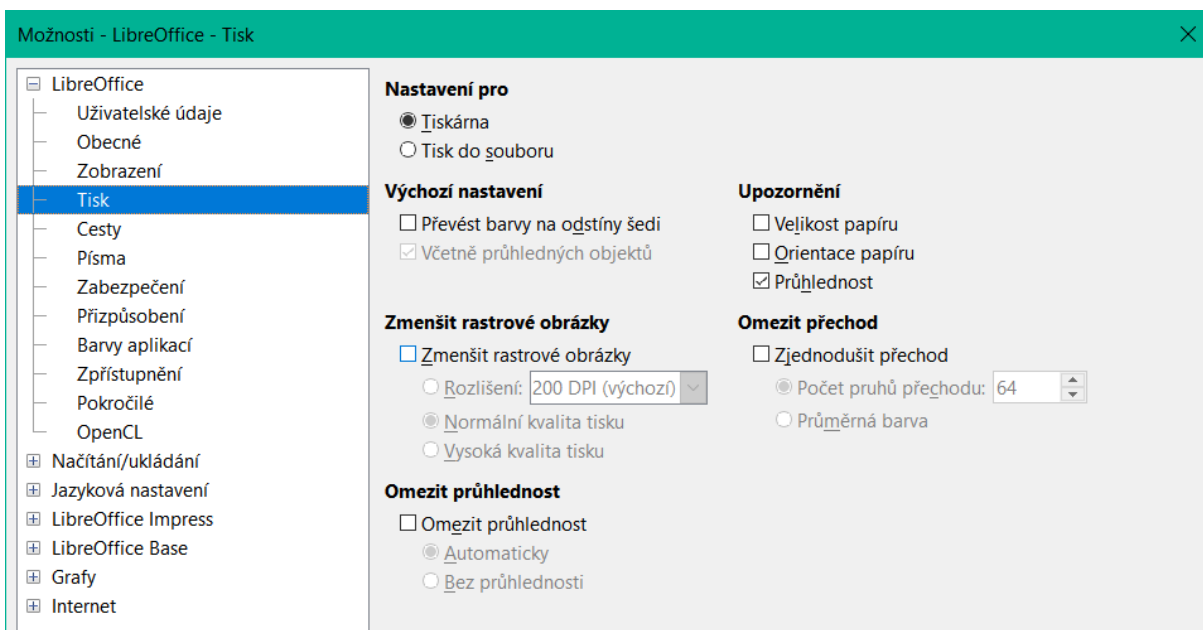 Možnosti - LibreOffice - Tisk
LibreOffice
Uživatelské údaje
Obecné
Zobrazení
Tisk
Cesty
Písma
Zabezpečení
Přizpůsobení
Barvy aplikací
Zpřístupnění
Pokročilé
OpenCL
Načítání/ukládání
Jazyková nastavení
LibreOffice Impress
LibreOffice Base
Grafy
Internet
Nastavení pro
Tiskárna
Tisk do souboru
Výchozí nastavení
Převést barvy na odstíny šedi
Včetně průhledných objektů
Upozornění
Velikost papíru
Orientace papíru
Průhlednost
Zmenšit rastrové obrázky
Zmenšit rastrové obrázky
Rozlišení: 200 DPI (výchozí)
Normální kvalita tisku
Vysoká kvalita tisku
Omezit přechod
Zjednodušit přechod
Počet pruhů přechodu: 64
Průměrná barva
Omezit průhlednost
Omezit průhlednost
Automaticky
Bez průhlednosti